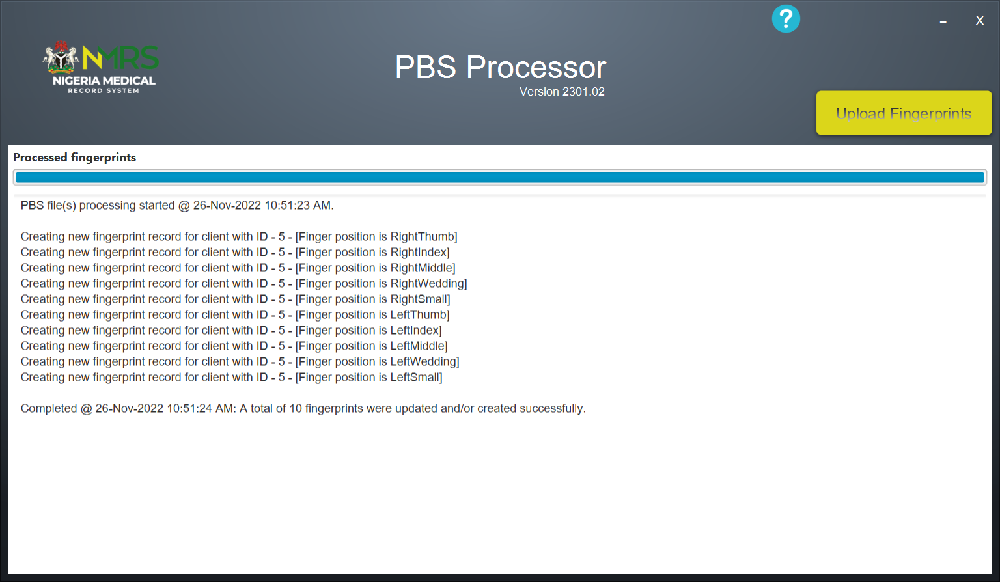 ?
-
X
NMRS
NIGERIA MEDICAL
RECORD SYSTEM
PBS Processor
Version 2301.02
Upload Fingerprints
Processed fingerprints
PBS file(s) processing started @ 26-Nov-2022 10:51:23 AM.
Creating new fingerprint record for client with ID - 5 - [Finger position is RightThumb]
Creating new fingerprint record for client with ID - 5 - [Finger position is RightIndex]
Creating new fingerprint record for client with ID - 5 - [Finger position is RightMiddle]
Creating new fingerprint record for client with ID - 5 - [Finger position is RightWedding]
Creating new fingerprint record for client with ID - 5 - [Finger position is RightSmall]
Creating new fingerprint record for client with ID - 5 - [Finger position is LeftThumb]
Creating new fingerprint record for client with ID - 5 - [Finger position is LeftIndex]
Creating new fingerprint record for client with ID - 5 - [Finger position is LeftMiddle]
Creating new fingerprint record for client with ID - 5 - [Finger position is LeftWedding]
Creating new fingerprint record for client with ID - 5 - [Finger position is LeftSmall]
Completed @ 26-Nov-2022 10:51:24 AM: A total of 10 fingerprints were updated and/or created successfully.